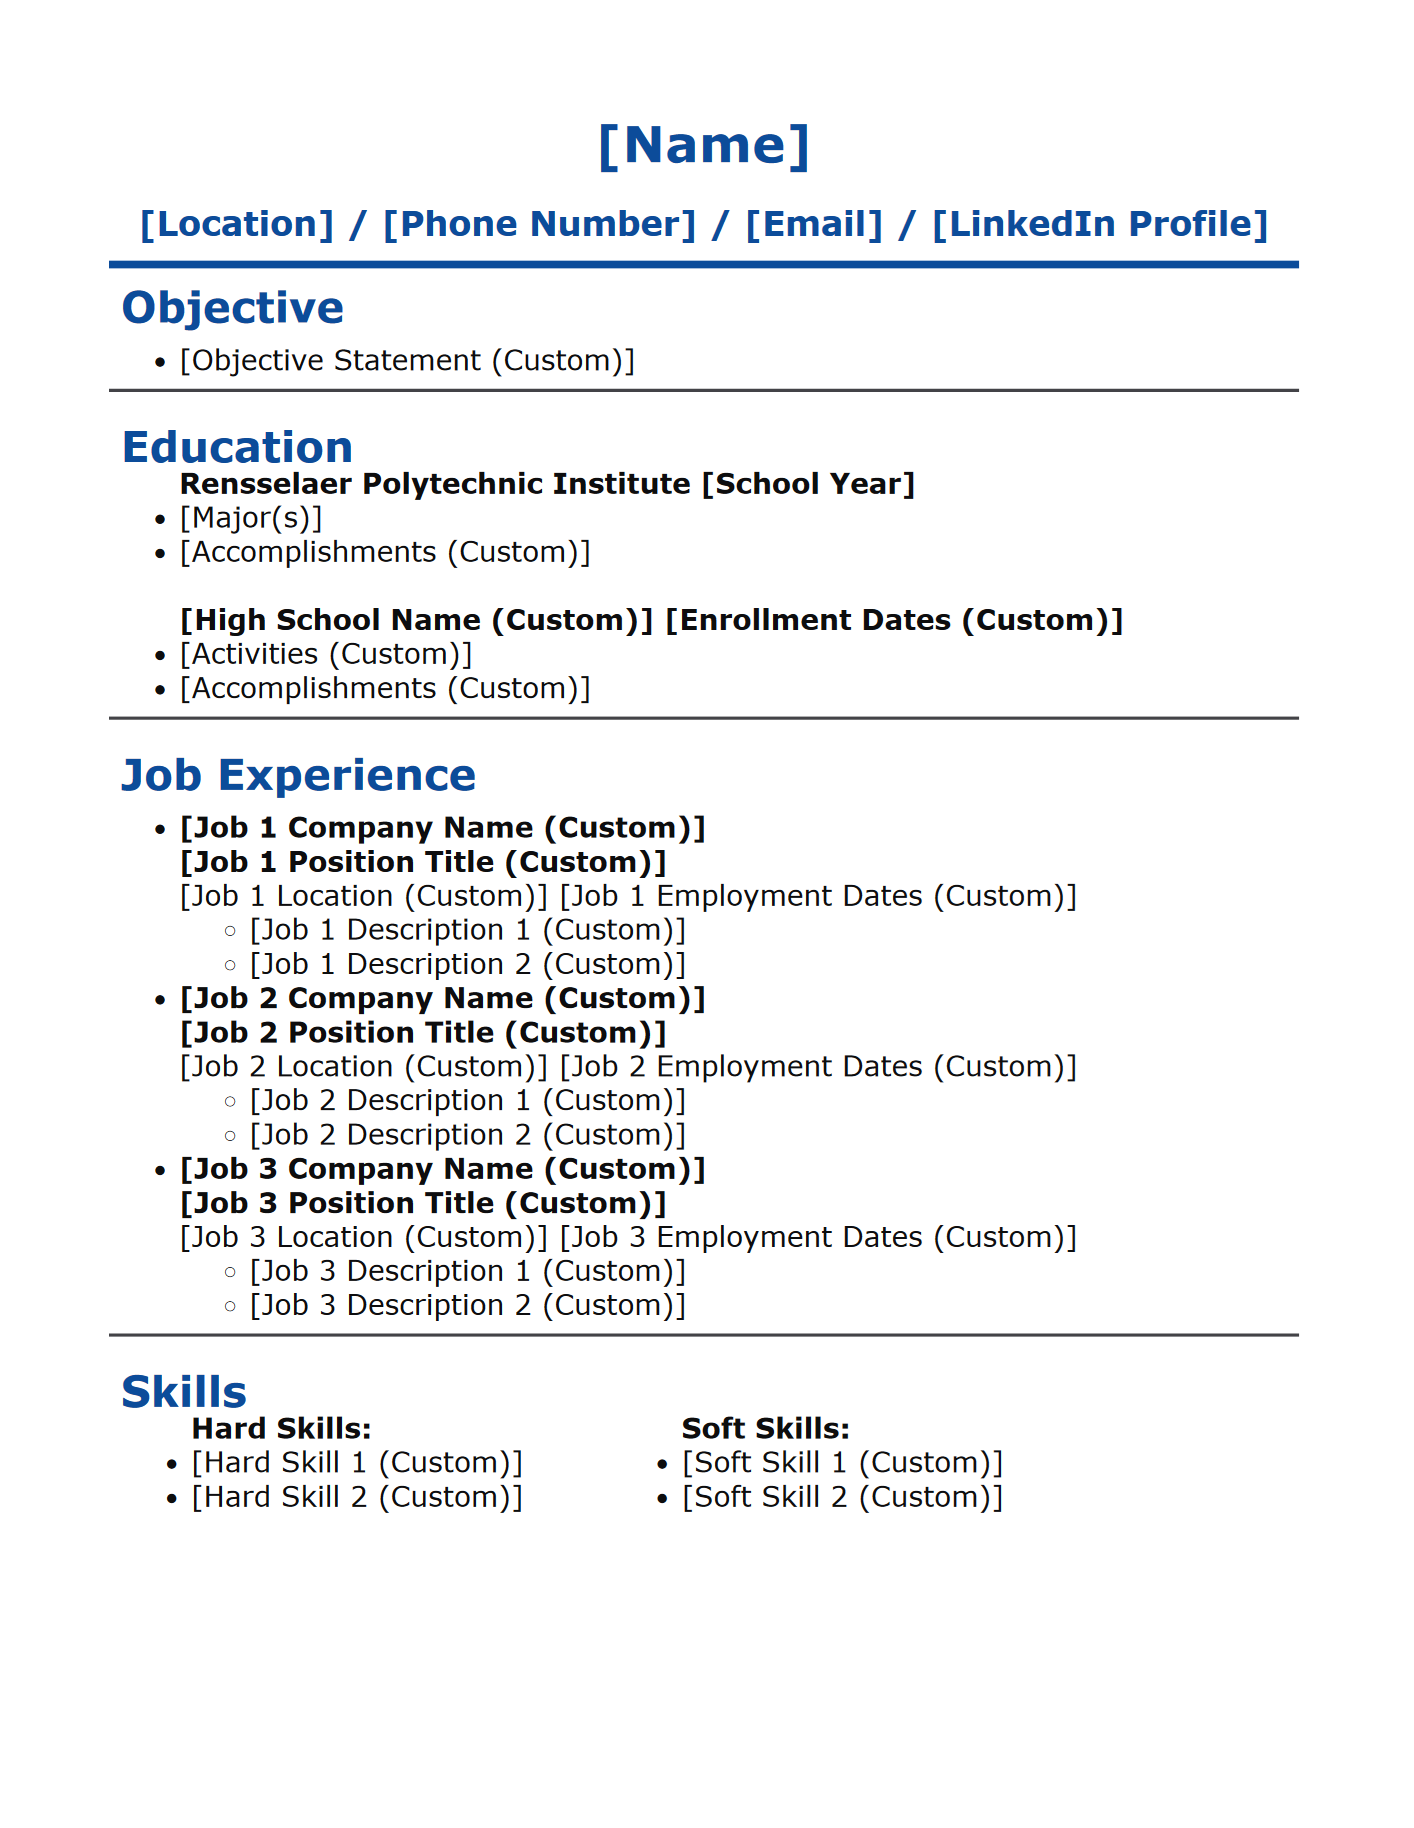 [Name]
[Location] / [Phone Number] / [Email] / [LinkedIn Profile]
Objective
• [Objective Statement (Custom)]
Education
Rensselaer Polytechnic Institute [School Year]
• [Major(s)]
• [Accomplishments (Custom)]
[High School Name (Custom)] [Enrollment Dates (Custom)]
• [Activities (Custom)]
• [Accomplishments (Custom)]
Job Experience
• [Job 1 Company Name (Custom)]
[Job 1 Position Title (Custom)]
[Job 1 Location (Custom)] [Job 1 Employment Dates (Custom)]
○ [Job 1 Description 1 (Custom)]
○ [Job 1 Description 2 (Custom)]
• [Job 2 Company Name (Custom)]
[Job 2 Position Title (Custom)]
[Job 2 Location (Custom)] [Job 2 Employment Dates (Custom)]
○ [Job 2 Description 1 (Custom)]
○ [Job 2 Description 2 (Custom)]
• [Job 3 Company Name (Custom)]
[Job 3 Position Title (Custom)]
[Job 3 Location (Custom)] [Job 3 Employment Dates (Custom)]
○ [Job 3 Description 1 (Custom)]
○ [Job 3 Description 2 (Custom)]
Skills
Hard Skills:
• [Hard Skill 1 (Custom)]
• [Hard Skill 2 (Custom)]
Soft Skills:
• [Soft Skill 1 (Custom)]
• [Soft Skill 2 (Custom)]